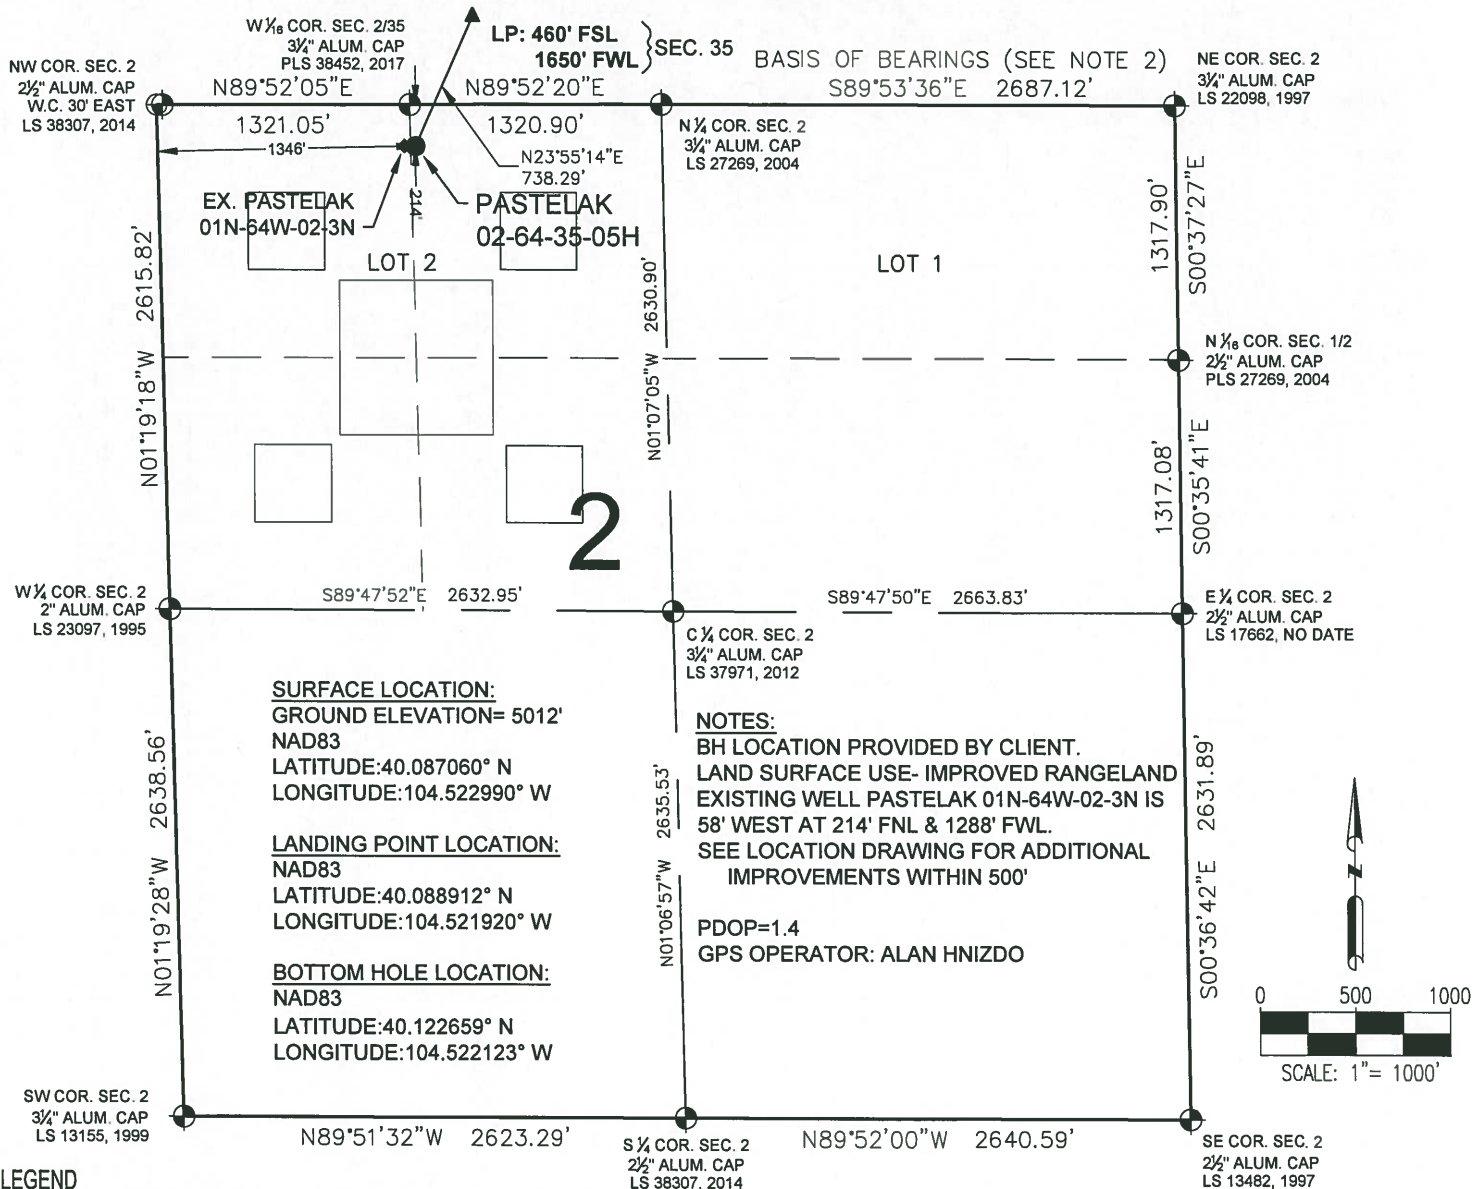 W 1/16 COR. SEC. 2/35
3¼" ALUM. CAP
PLS 38452, 2017
LP: 460' FSL
1650' FWL
SEC. 35
BASIS OF BEARINGS (SEE NOTE 2)
NW COR. SEC. 2
2½" ALUM. CAP
W.C. 30' EAST
LS 38307, 2014
N89°52'05"E
1321.05'
N89°52'20"E
1320.90'
S89°53'36"E 2687.12'
NE COR. SEC. 2
3¼" ALUM. CAP
LS 22098, 1997
N ¼ COR. SEC. 2
3¼" ALUM. CAP
LS 27269, 2004
1346'
N23°55'14"E
738.29'
EX. PASTELAK
01N-64W-02-3N
214'
PASTELAK
02-64-35-05H
LOT 2
LOT 1
N01°19'18"W 2615.82'
N01°07'05"W 2630.90'
1317.90'
S00°37'27"E
N 1/16 COR. SEC. 1/2
2½" ALUM. CAP
PLS 27269, 2004
1317.08'
S00°35'41"E
2
W ¼ COR. SEC. 2
2" ALUM. CAP
LS 23097, 1995
S89°47'52"E 2632.95'
S89°47'50"E 2663.83'
E ¼ COR. SEC. 2
2½" ALUM. CAP
LS 17662, NO DATE
C ¼ COR. SEC. 2
3¼" ALUM. CAP
LS 37971, 2012
SURFACE LOCATION:
GROUND ELEVATION= 5012'
NAD83
LATITUDE:40.087060° N
LONGITUDE:104.522990° W
LANDING POINT LOCATION:
NAD83
LATITUDE:40.088912° N
LONGITUDE:104.521920° W
BOTTOM HOLE LOCATION:
NAD83
LATITUDE:40.122659° N
LONGITUDE:104.522123° W
NOTES:
BH LOCATION PROVIDED BY CLIENT.
LAND SURFACE USE- IMPROVED RANGELAND
EXISTING WELL PASTELAK 01N-64W-02-3N IS
58' WEST AT 214' FNL & 1288' FWL.
SEE LOCATION DRAWING FOR ADDITIONAL
IMPROVEMENTS WITHIN 500'
PDOP=1.4
GPS OPERATOR: ALAN HNIZDO
N01°19'28"W 2638.56'
N01°06'57"W 2635.53'
S00°36'42"E 2631.89'
N
0 500 1000
SCALE: 1"= 1000'
SW COR. SEC. 2
3¼" ALUM. CAP
LS 13155, 1999
N89°51'32"W 2623.29'
S ¼ COR. SEC. 2
2½" ALUM. CAP
LS 38307, 2014
N89°52'00"W 2640.59'
SE COR. SEC. 2
2½" ALUM. CAP
LS 13482, 1997
LEGEND